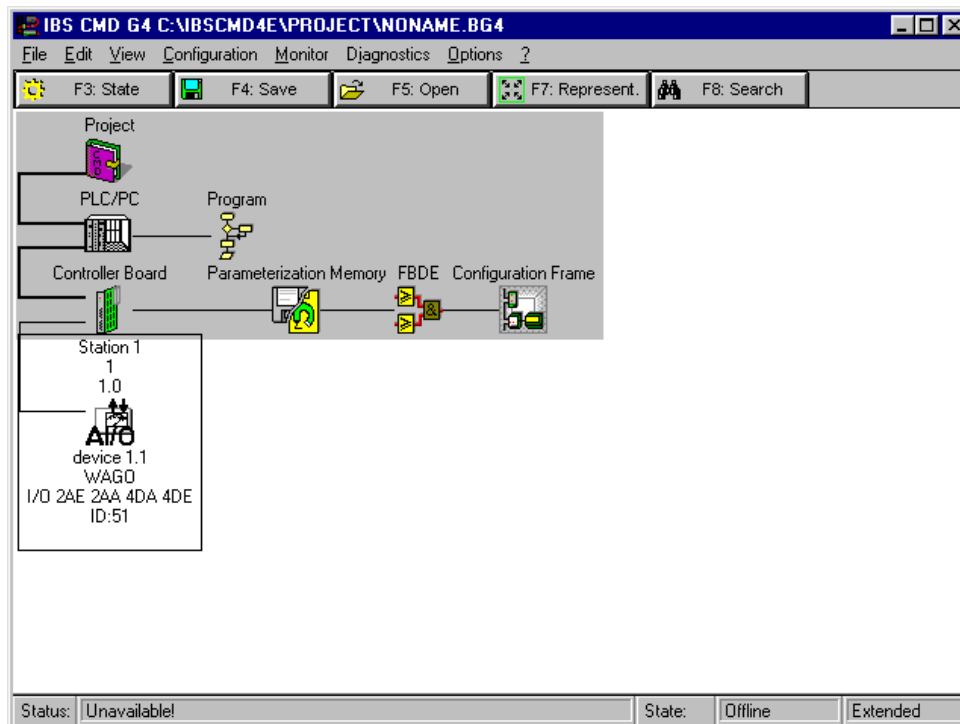 IBS CMD G4 C:\IBSCMD4E\PROJECT\NONAME.BG4
File Edit View Configuration Monitor Diagnostics Options ?
F3: State F4: Save F5: Open F7: Represent. F8: Search
Project
CMD
PLC/PC Program
Controller Board Parameterization Memory FBDE Configuration Frame
≥
& 
≥
Station 1
1
1.0
AI/O
device 1.1
WAGO
I/O 2AE 2AA 4DA 4DE
ID:51
Status: Unavailable! State: Offline Extended